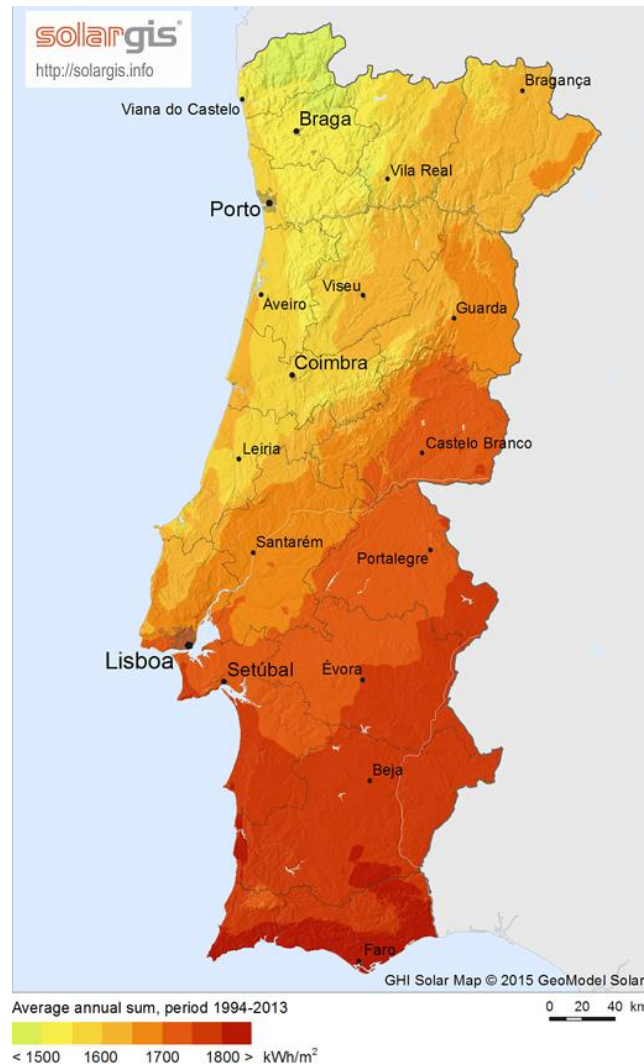 solargis
http://solargis.info
Bragança
Viana do Castelo
Braga
Vila Real
Porto
Aveiro
Viseu
Guarda
Coimbra
Leiria
Castelo Branco
Santarém
Portalegre
Lisboa
Setúbal
Évora
Beja
Faro
GHI Solar Map © 2015 GeoModel Solar
Average annual sum, period 1994-2013
0 20 40 km
< 1500 1600 1700 1800 > kWh/m²